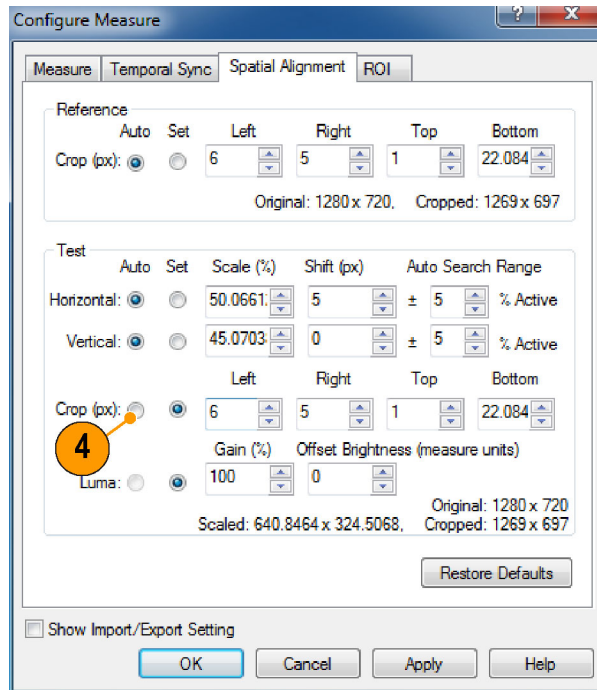 Configure Measure ? X
Measure Temporal Sync Spatial Alignment ROI
Reference
Auto Set Left Right Top Bottom
Crop (px): 6 5 1 22.084
Original: 1280 x 720, Cropped: 1269 x 697
Test
Auto Set Scale (%) Shift (px) Auto Search Range
Horizontal: 50.0661 5 ± 5 % Active
Vertical: 45.0703 0 ± 5 % Active
Left Right Top Bottom
Crop (px): 6 5 1 22.084
4
Gain (%) Offset Brightness (measure units)
Luma: 100 0
Original: 1280 x 720
Scaled: 640.8464 x 324.5068, Cropped: 1269 x 697
Restore Defaults
Show Import/Export Setting
OK Cancel Apply Help